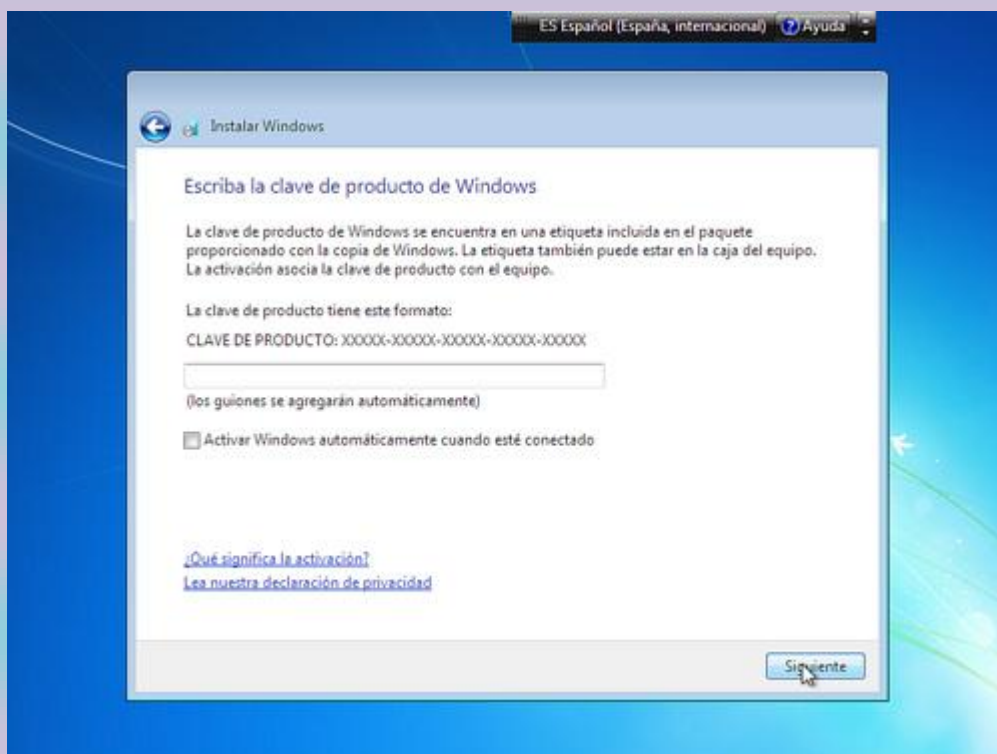 ES Español (España, internacional) Ayuda
Instalar Windows
Escriba la clave de producto de Windows
La clave de producto de Windows se encuentra en una etiqueta incluida en el paquete
proporcionado con la copia de Windows. La etiqueta también puede estar en la caja del equipo.
La activación asocia la clave de producto con el equipo.
La clave de producto tiene este formato:
CLAVE DE PRODUCTO: XXXXX-XXXXX-XXXXX-XXXXX-XXXXX
(los guiones se agregarán automáticamente)
Activar Windows automáticamente cuando esté conectado
¿Qué significa la activación?
Lea nuestra declaración de privacidad
Siguiente